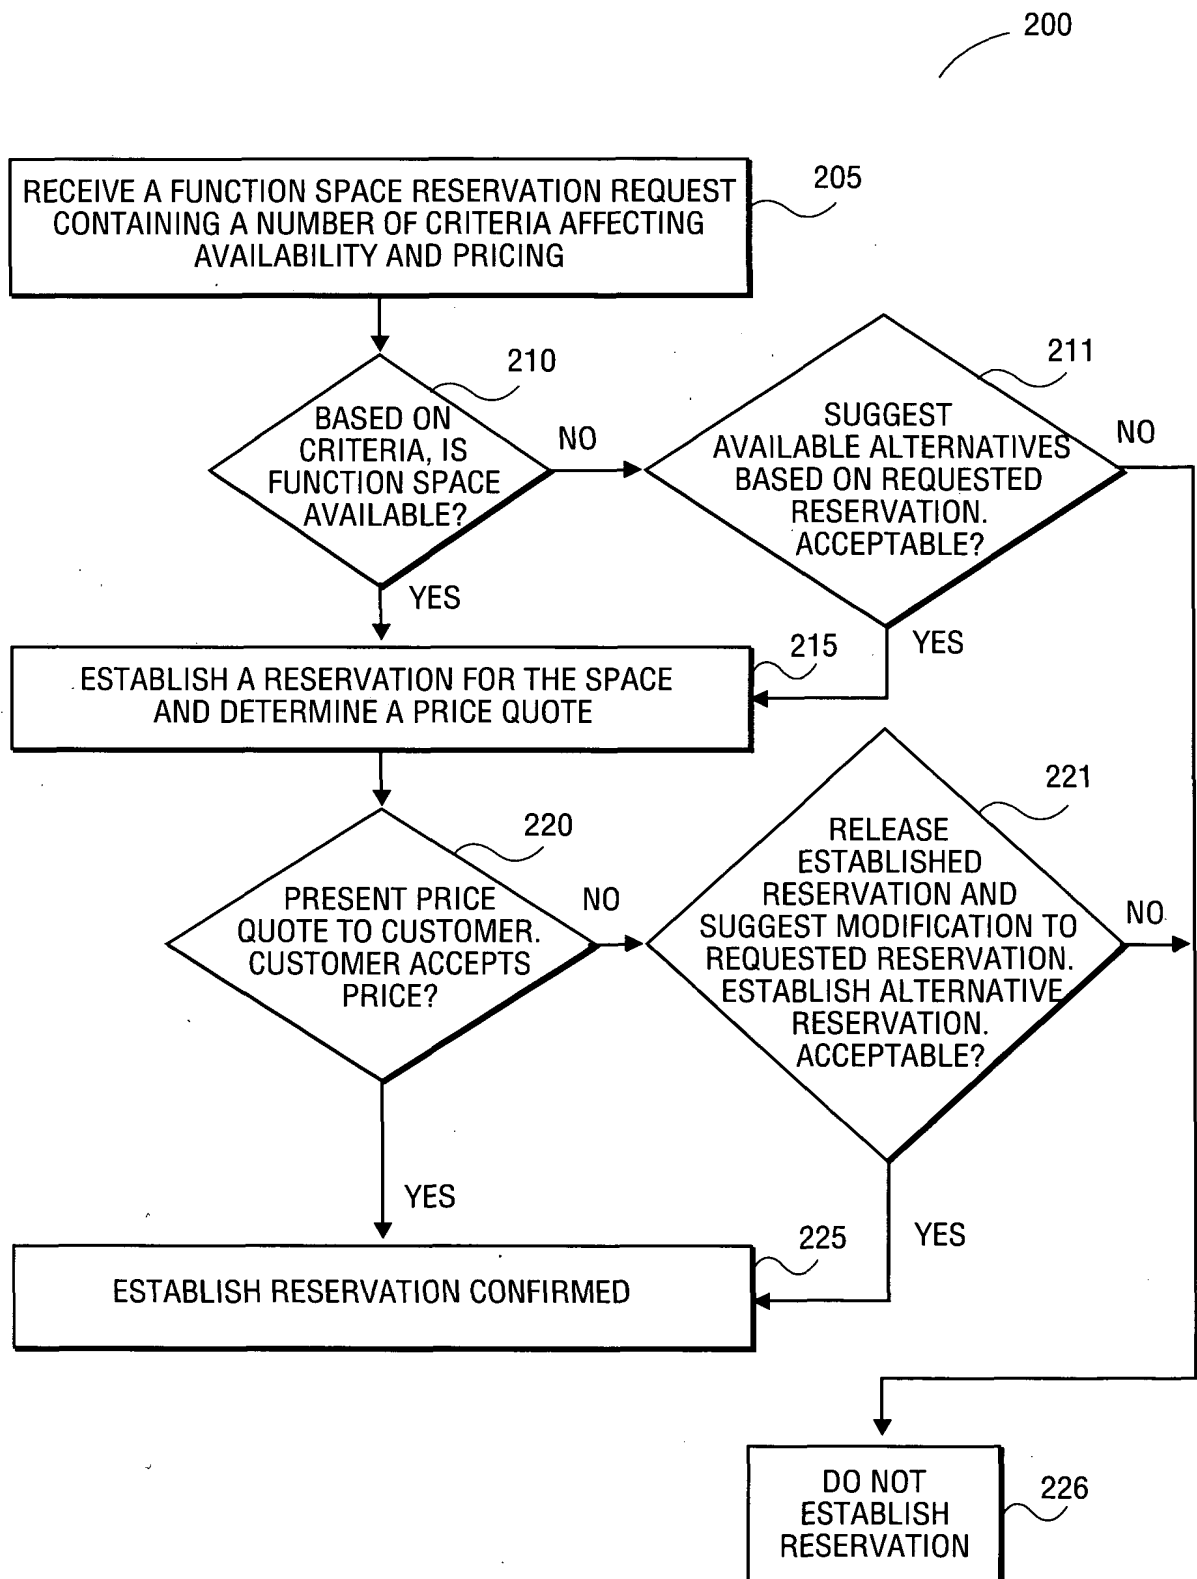 200
RECEIVE A FUNCTION SPACE RESERVATION REQUEST
CONTAINING A NUMBER OF CRITERIA AFFECTING
AVAILABILITY AND PRICING
205
210
BASED ON
CRITERIA, IS
FUNCTION SPACE
AVAILABLE?
NO
YES
211
SUGGEST
AVAILABLE ALTERNATIVES
BASED ON REQUESTED
RESERVATION.
ACCEPTABLE?
NO
YES
215
ESTABLISH A RESERVATION FOR THE SPACE
AND DETERMINE A PRICE QUOTE
220
PRESENT PRICE
QUOTE TO CUSTOMER.
CUSTOMER ACCEPTS
PRICE?
NO
YES
221
RELEASE
ESTABLISHED
RESERVATION AND
SUGGEST MODIFICATION TO
REQUESTED RESERVATION.
ESTABLISH ALTERNATIVE
RESERVATION.
ACCEPTABLE?
NO
YES
225
ESTABLISH RESERVATION CONFIRMED
DO NOT
ESTABLISH
RESERVATION
226